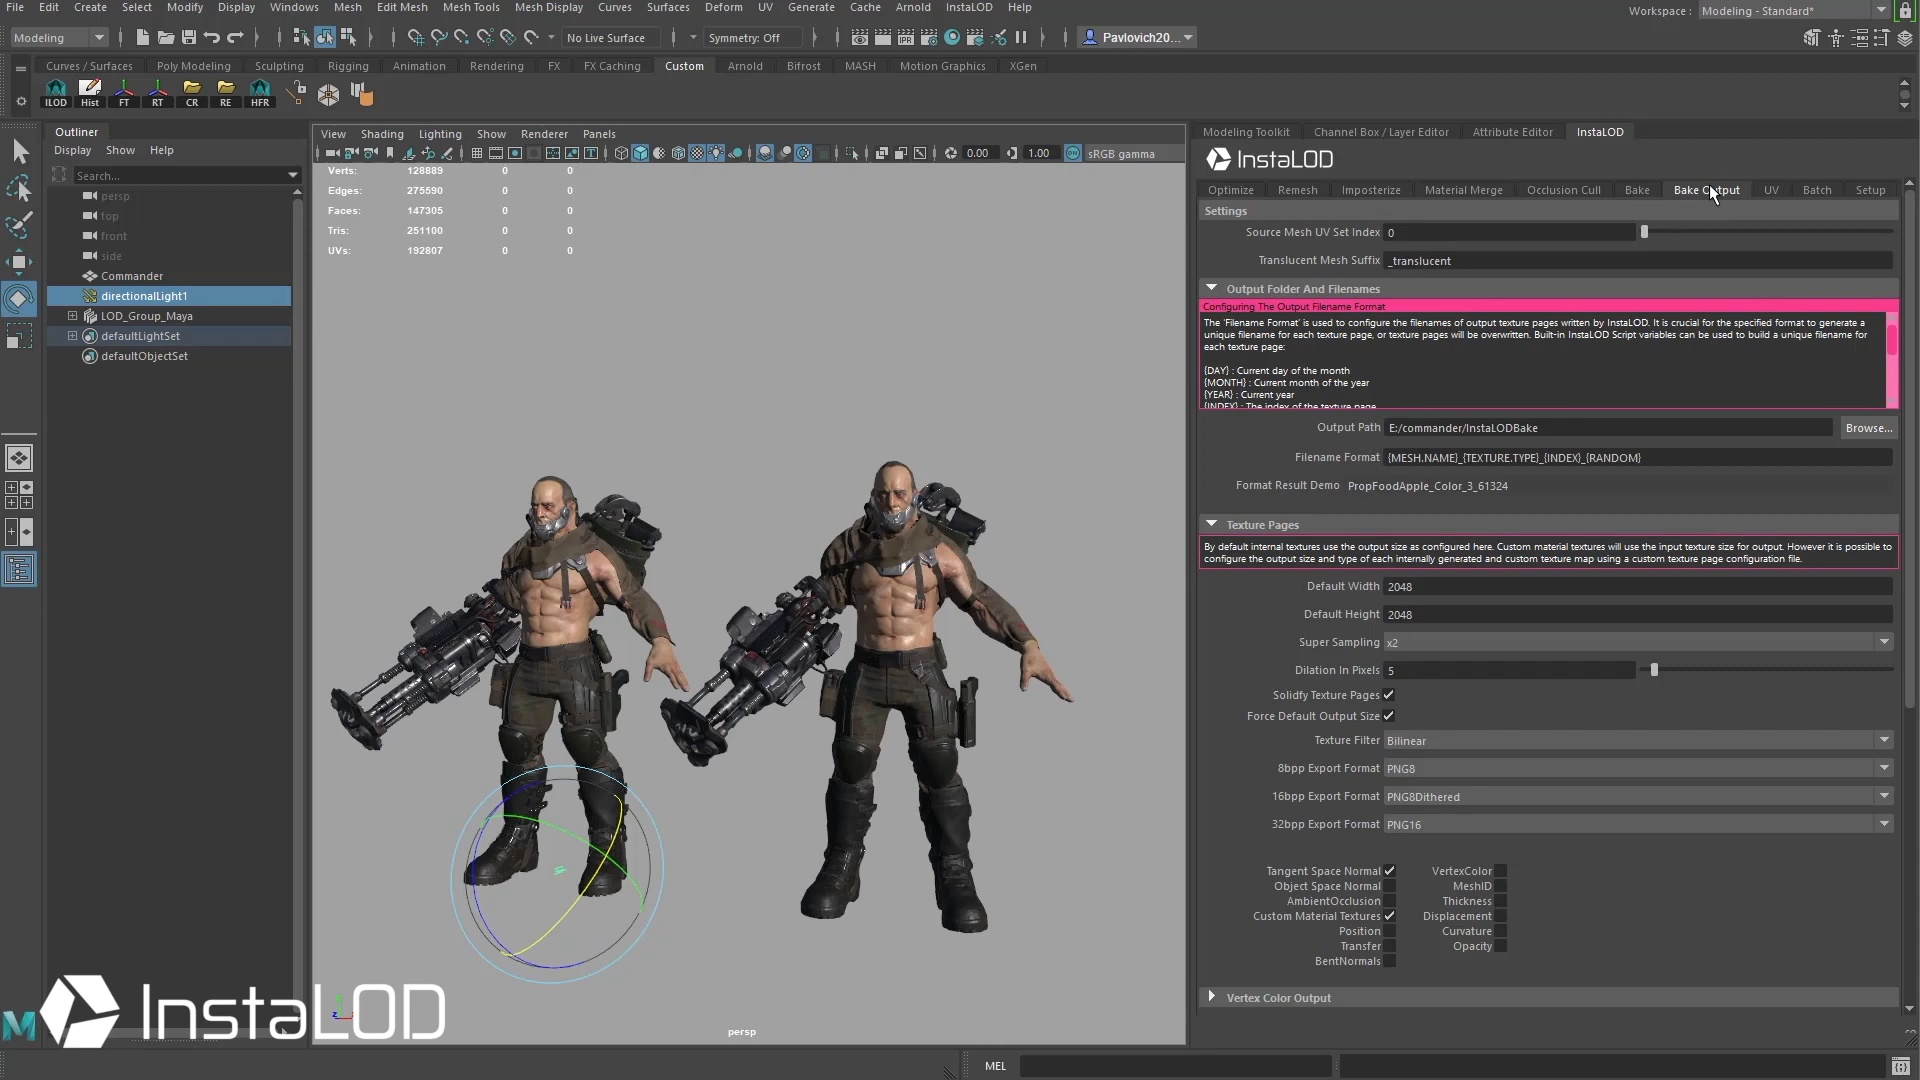 File Edit Create Select Modify Display Windows Mesh Edit Mesh Mesh Tools Mesh Display Curves Surfaces Deform UV Generate Cache Arnold InstaLOD Help
Workspace : Modeling - Standard*
Modeling No Live Surface Symmetry: Off IPR Pavlovich20...
Curves / Surfaces Poly Modeling Sculpting Rigging Animation Rendering FX FX Caching Custom Arnold Bifrost MASH Motion Graphics XGen
ILOD Hist FT RT CR RE HFR
Outliner
Display Show Help
Search...
persp
top
front
side
Commander
directionalLight1
LOD_Group_Maya
defaultLightSet
defaultObjectSet
View Shading Lighting Show Renderer Panels
0.00 1.00 ON sRGB gamma
Verts: 128889 0 0
Edges: 275590 0 0
Faces: 147305 0 0
Tris: 251100 0 0
UVs: 192807 0 0
persp
Modeling Toolkit Channel Box / Layer Editor Attribute Editor InstaLOD
InstaLOD
Optimize Remesh Imposterize Material Merge Occlusion Cull Bake Bake Output UV Batch Setup
Settings
Source Mesh UV Set Index 0
Translucent Mesh Suffix _translucent
Output Folder And Filenames
Configuring The Output Filename Format
The 'Filename Format' is used to configure the filenames of output texture pages written by InstaLOD. It is crucial for the specified format to generate a
unique filename for each texture page, or texture pages will be overwritten. Built-in InstaLOD Script variables can be used to build a unique filename for
each texture page:
{DAY} : Current day of the month
{MONTH} : Current month of the year
{YEAR} : Current year
{INDEX} : The index of the texture page
Output Path E:/commander/InstaLODBake Browse...
Filename Format {MESH.NAME}_{TEXTURE.TYPE}_{INDEX}_{RANDOM}
Format Result Demo PropFoodApple_Color_3_61324
Texture Pages
By default internal textures use the output size as configured here. Custom material textures will use the input texture size for output. However it is possible to
configure the output size and type of each internally generated and custom texture map using a custom texture page configuration file.
Default Width 2048
Default Height 2048
Super Sampling x2
Dilation In Pixels 5
Solidfy Texture Pages
Force Default Output Size
Texture Filter Bilinear
8bpp Export Format PNG8
16bpp Export Format PNG8Dithered
32bpp Export Format PNG16
Tangent Space Normal VertexColor
Object Space Normal MeshID
AmbientOcclusion Thickness
Custom Material Textures Displacement
Position Curvature
Transfer Opacity
BentNormals
Vertex Color Output
InstaLOD
MEL